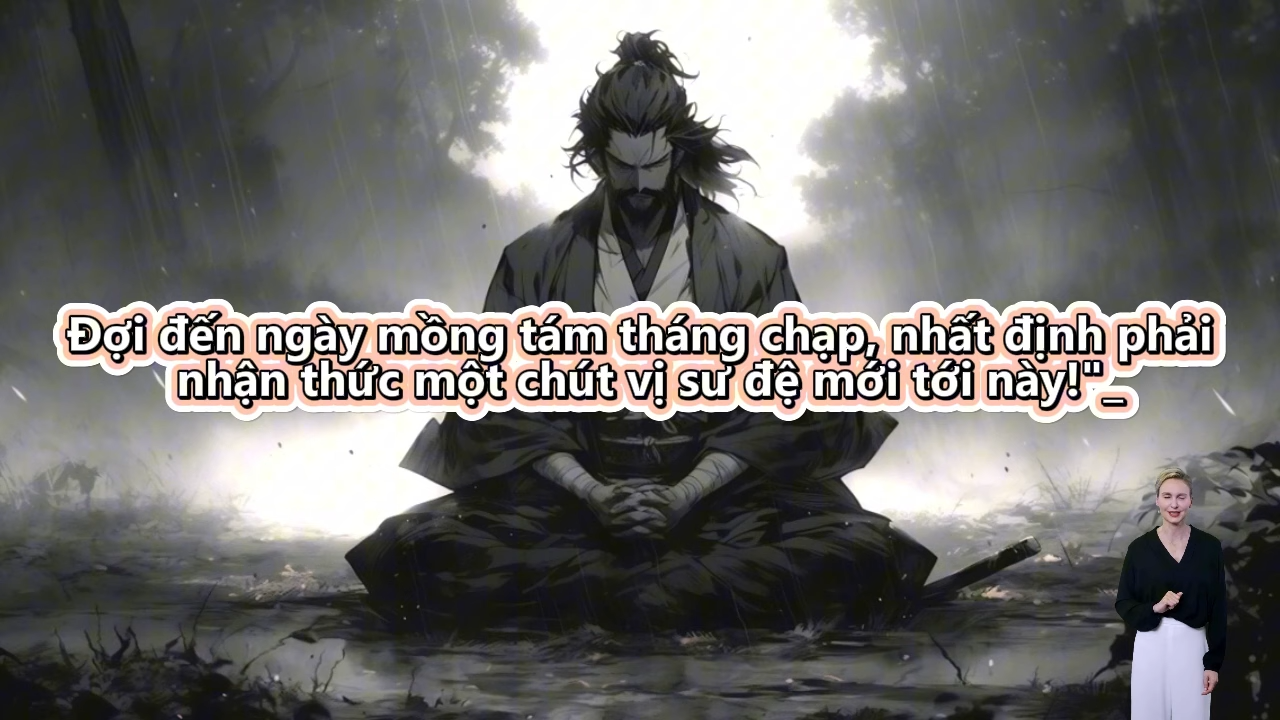 Đợi đến ngày mồng tám tháng chạp, nhất định phải
nhận thức một chút vị sư đệ mới tới này!"_